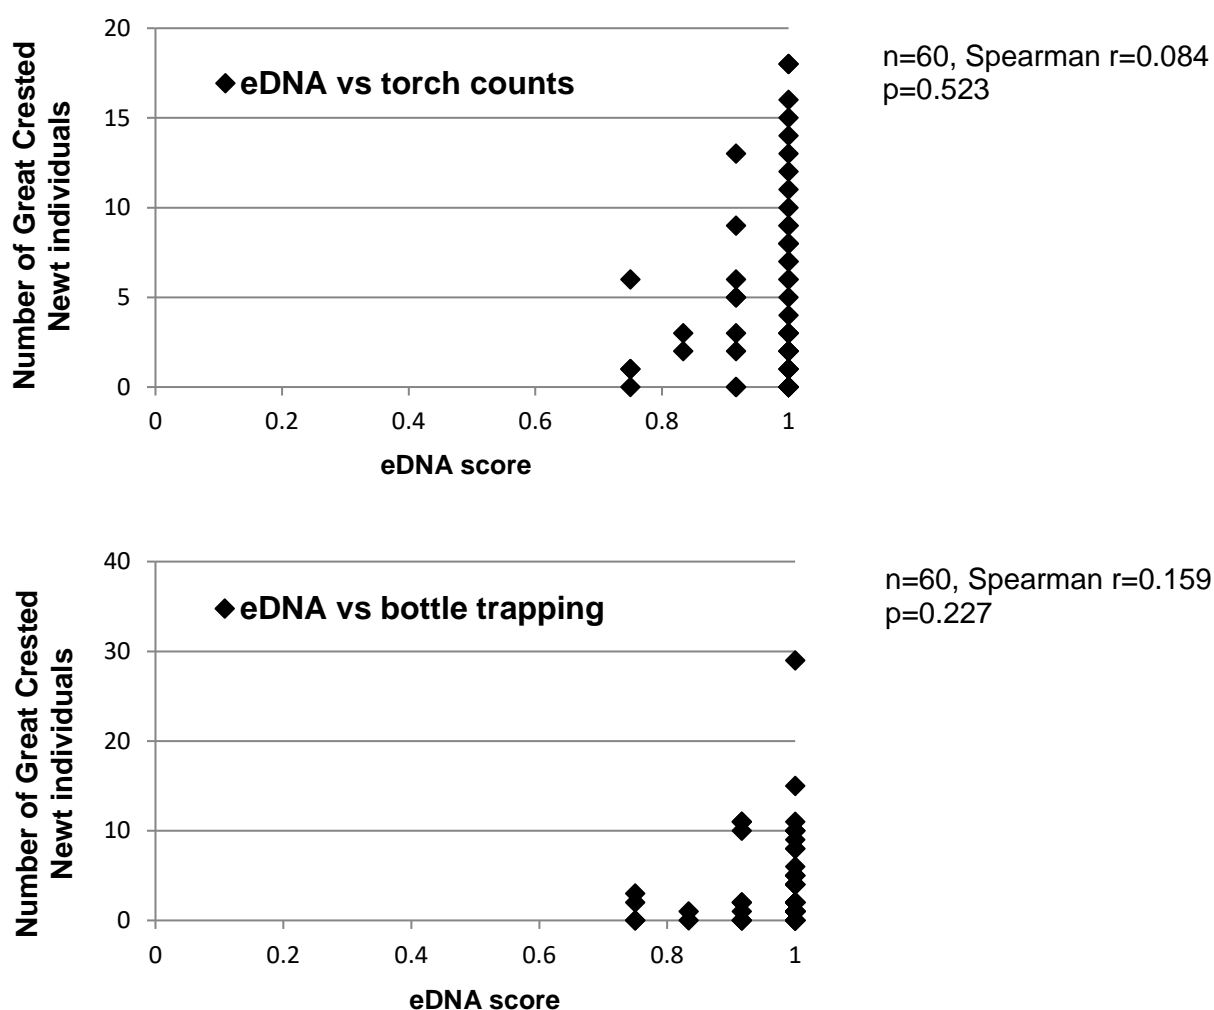 20
15
10
5
0
Number of Great Crested
Newt individuals
eDNA vs torch counts
0 0.2 0.4 0.6 0.8 1
eDNA score
n=60, Spearman r=0.084
p=0.523
40
30
20
10
0
Number of Great Crested
Newt individuals
eDNA vs bottle trapping
0 0.2 0.4 0.6 0.8 1
eDNA score
n=60, Spearman r=0.159
p=0.227